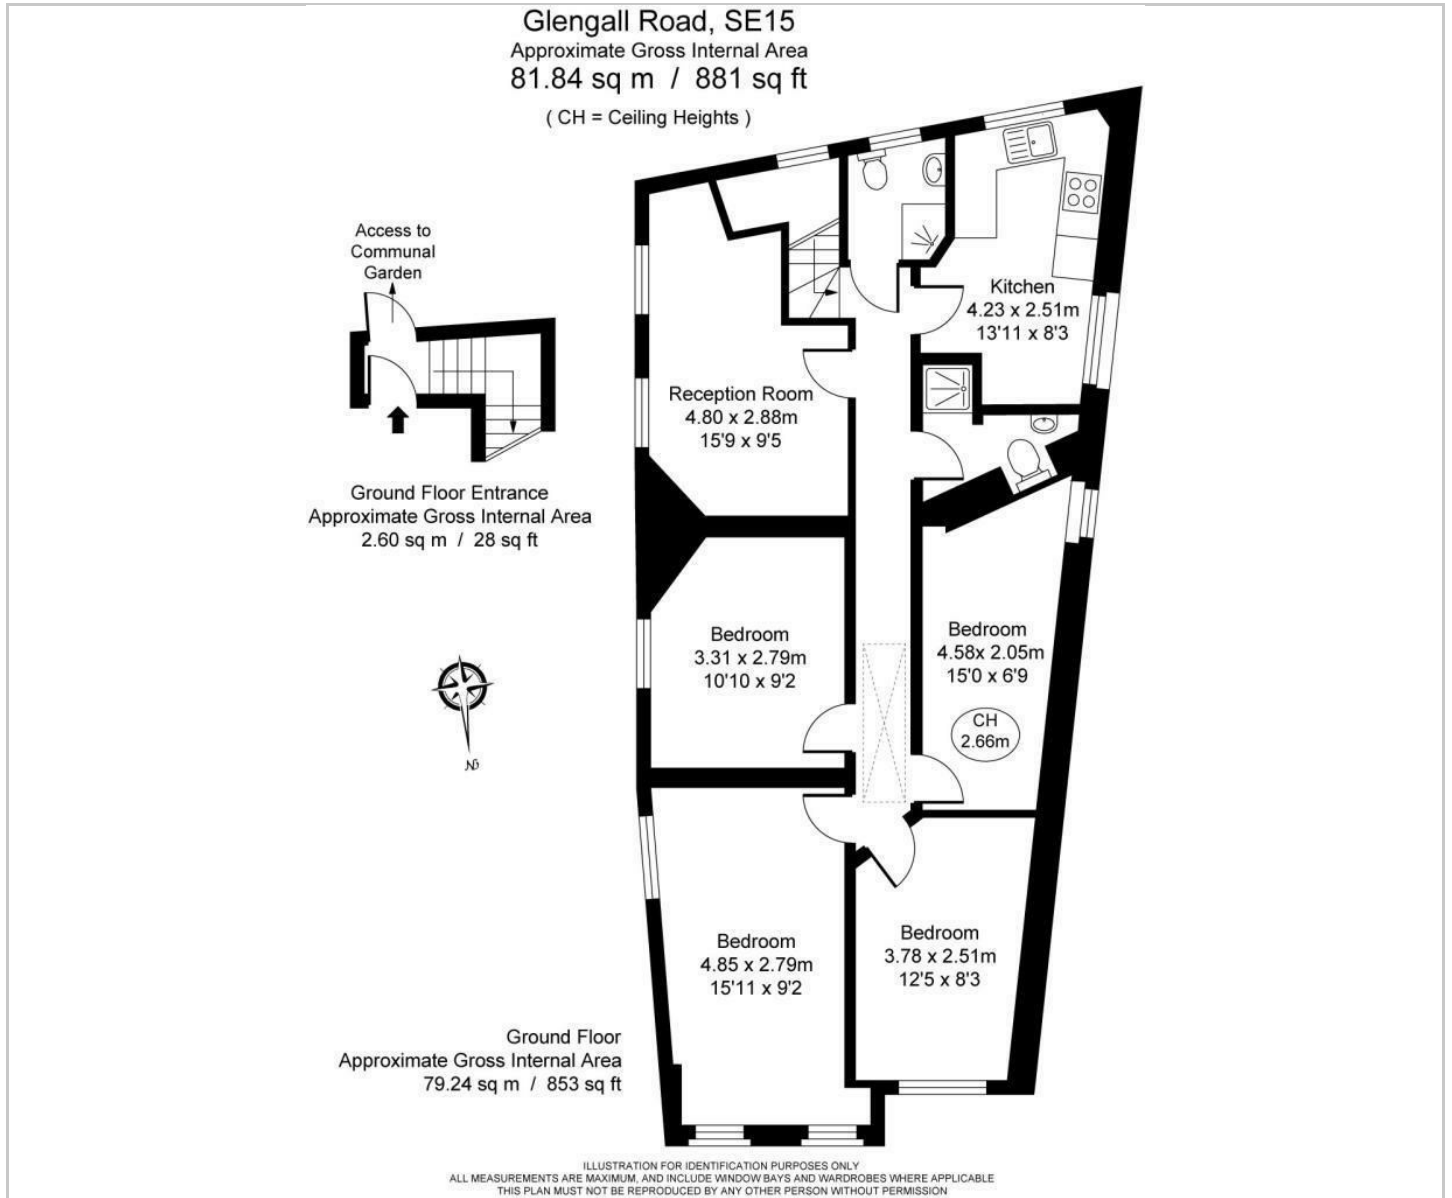 Glengall Road, SE15
Approximate Gross Internal Area
81.84 sq m / 881 sq ft
( CH = Ceiling Heights )
Access to
Communal
Garden
Ground Floor Entrance
Approximate Gross Internal Area
2.60 sq m / 28 sq ft
Kitchen
4.23 x 2.51m
13'11 x 8'3
Reception Room
4.80 x 2.88m
15'9 x 9'5
Bedroom
3.31 x 2.79m
10'10 x 9'2
Bedroom
4.58x 2.05m
15'0 x 6'9
CH
2.66m
N
Bedroom
4.85 x 2.79m
15'11 x 9'2
Bedroom
3.78 x 2.51m
12'5 x 8'3
Ground Floor
Approximate Gross Internal Area
79.24 sq m / 853 sq ft
ILLUSTRATION FOR IDENTIFICATION PURPOSES ONLY
ALL MEASUREMENTS ARE MAXIMUM, AND INCLUDE WINDOW BAYS AND WARDROBES WHERE APPLICABLE
THIS PLAN MUST NOT BE REPRODUCED BY ANY OTHER PERSON WITHOUT PERMISSION